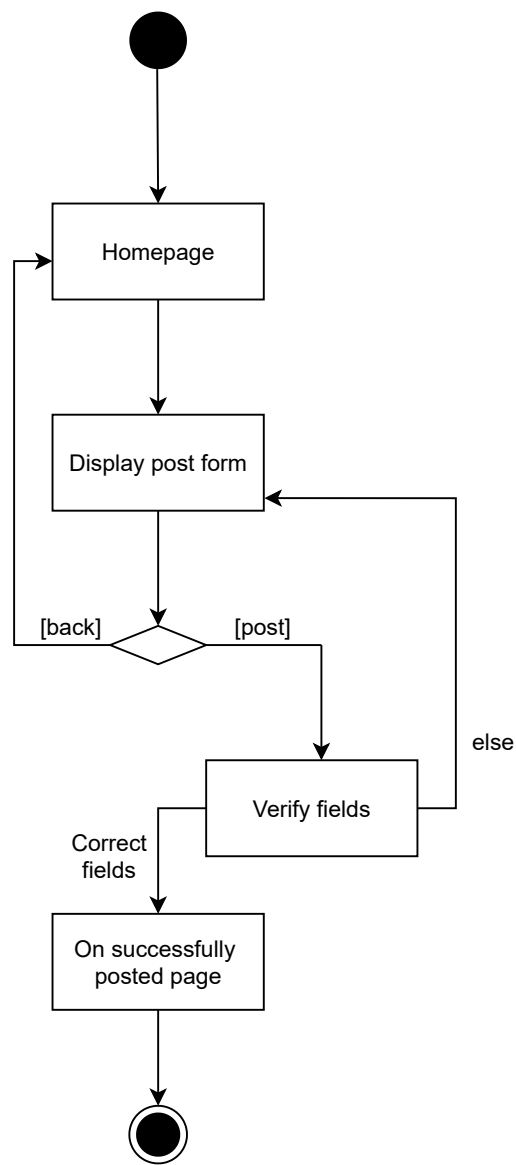 Homepage
Display post form
[back]
[post]
else
Verify fields
Correct
fields
On successfully
posted page